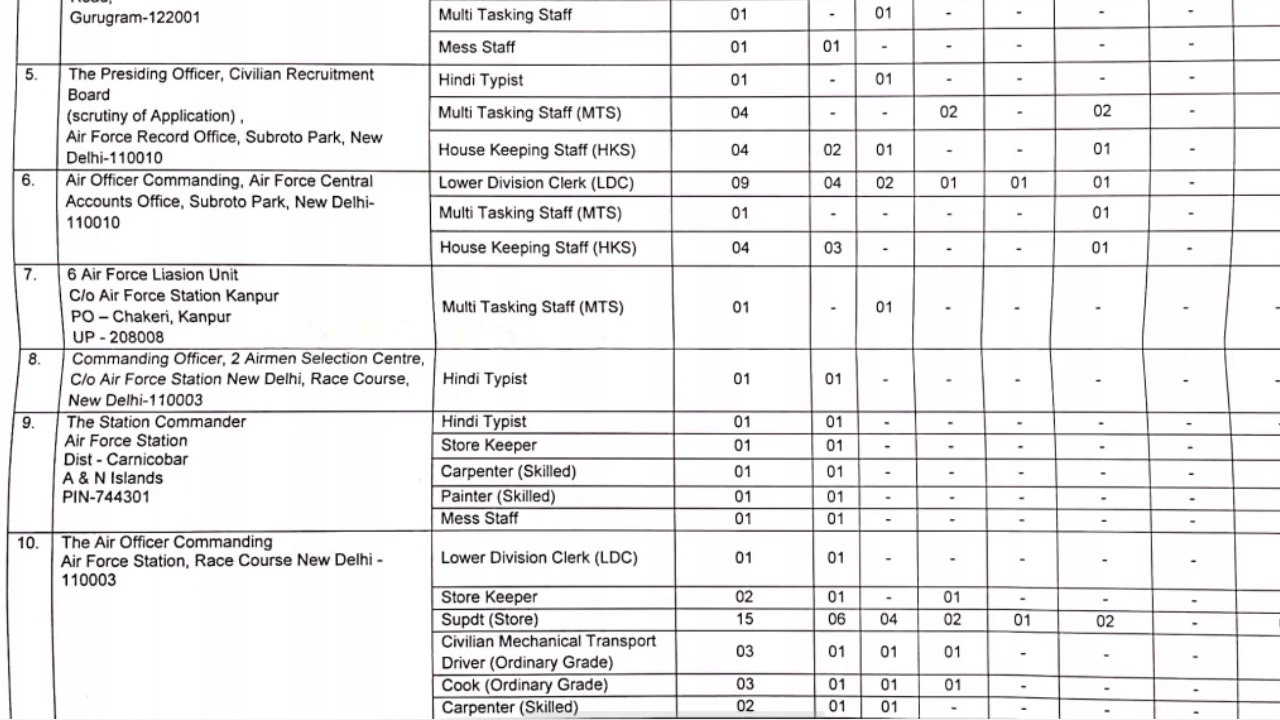 Gurugram-122001
Multi Tasking Staff 01 - 01 - - - -
Mess Staff 01 01 - - - - -
5. The Presiding Officer, Civilian Recruitment
Board
(scrutiny of Application) ,
Air Force Record Office, Subroto Park, New
Delhi-110010
Hindi Typist 01 - 01 - - - -
Multi Tasking Staff (MTS) 04 - - 02 - 02 -
House Keeping Staff (HKS) 04 02 01 - - 01 -
6. Air Officer Commanding, Air Force Central
Accounts Office, Subroto Park, New Delhi-
110010
Lower Division Clerk (LDC) 09 04 02 01 01 01 -
Multi Tasking Staff (MTS) 01 - - - - 01 -
House Keeping Staff (HKS) 04 03 - - - 01 -
7. 6 Air Force Liasion Unit
C/o Air Force Station Kanpur
PO – Chakeri, Kanpur
UP - 208008
Multi Tasking Staff (MTS) 01 - 01 - - - -
8. Commanding Officer, 2 Airmen Selection Centre,
C/o Air Force Station New Delhi, Race Course,
New Delhi-110003
Hindi Typist 01 01 - - - - - -
9. The Station Commander
Air Force Station
Dist - Carnicobar
A & N Islands
PIN-744301
Hindi Typist 01 01 - - - - - -
Store Keeper 01 01 - - - - - -
Carpenter (Skilled) 01 01 - - - - - -
Painter (Skilled) 01 01 - - - - - -
Mess Staff 01 01 - - - - - -
10. The Air Officer Commanding
Air Force Station, Race Course New Delhi -
110003
Lower Division Clerk (LDC) 01 01 - - - - -
Store Keeper 02 01 - 01 - - -
Supdt (Store) 15 06 04 02 01 02 -
Civilian Mechanical Transport
Driver (Ordinary Grade) 03 01 01 01 - - -
Cook (Ordinary Grade) 03 01 01 01 - - -
Carpenter (Skilled) 02 01 01 - - - -